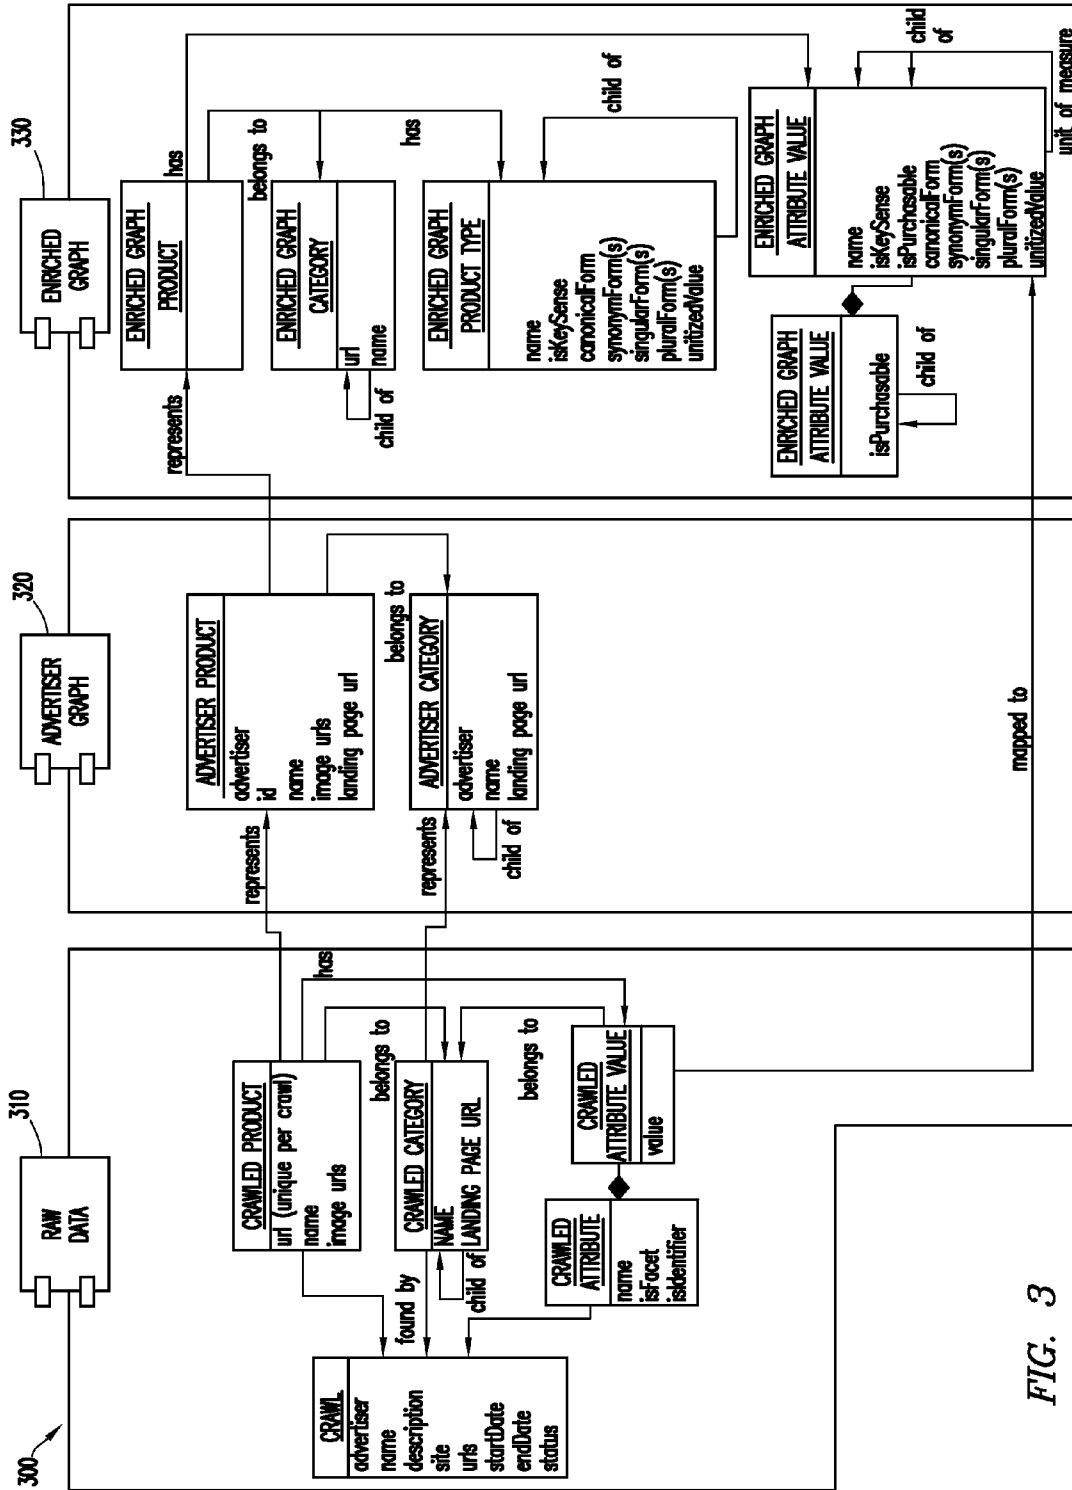 300
310
RAW
DATA
CRAWL
advertiser
name
description
site
urls
startDate
endDate
status
found by
CRAWLED PRODUCT
url (unique per crawl)
name
image urls
belongs to
has
CRAWLED CATEGORY
NAME
LANDING PAGE URL
child of
belongs to
CRAWLED
ATTRIBUTE
name
isFacet
isIdentifier
CRAWLED
ATTRIBUTE VALUE
value
represents
represents
mapped to
320
ADVERTISER
GRAPH
ADVERTISER PRODUCT
advertiser
id
name
image urls
landing page url
belongs to
ADVERTISER CATEGORY
advertiser
name
landing page url
child of
represents
330
ENRICHED
GRAPH
ENRICHED GRAPH
PRODUCT
has
belongs to
ENRICHED GRAPH
CATEGORY
url
name
child of
has
ENRICHED GRAPH
PRODUCT TYPE
name
isKeySense
canonicalForm
synonymForm(s)
singularForm(s)
pluralForm(s)
unitizedValue
child of
ENRICHED GRAPH
ATTRIBUTE VALUE
isPurchasable
child of
ENRICHED GRAPH
ATTRIBUTE VALUE
name
isKeySense
isPurchasable
canonicalForm
synonymForm(s)
singularForm(s)
pluralForm(s)
unitizedValue
child
of
unit of measure
FIG. 3